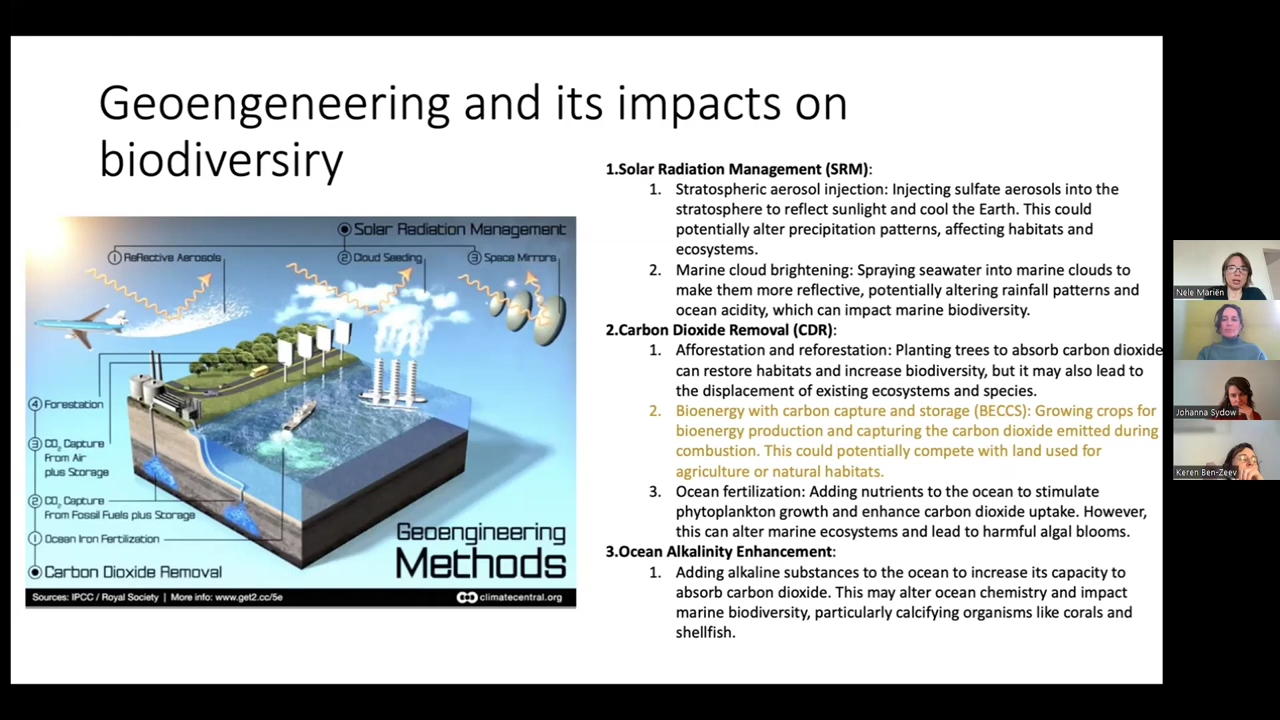 Geoengeneering and its impacts on
biodiversiry
Solar Radiation Management
1 Reflective Aerosols
2 Cloud Seeding
3 Space Mirrors
4 Forestation
3 CO2 Capture
From Air
plus Storage
2 CO2 Capture
From Fossil Fuels plus Storage
1 Ocean Iron Fertilization
Carbon Dioxide Removal
Geoengineering
Methods
Sources: IPCC / Royal Society | More info: www.get2.cc/5e
climatecentral.org
1.Solar Radiation Management (SRM):
1. Stratospheric aerosol injection: Injecting sulfate aerosols into the
stratosphere to reflect sunlight and cool the Earth. This could
potentially alter precipitation patterns, affecting habitats and
ecosystems.
2. Marine cloud brightening: Spraying seawater into marine clouds to
make them more reflective, potentially altering rainfall patterns and
ocean acidity, which can impact marine biodiversity.
2.Carbon Dioxide Removal (CDR):
1. Afforestation and reforestation: Planting trees to absorb carbon dioxide
can restore habitats and increase biodiversity, but it may also lead to
the displacement of existing ecosystems and species.
2. Bioenergy with carbon capture and storage (BECCS): Growing crops for
bioenergy production and capturing the carbon dioxide emitted during
combustion. This could potentially compete with land used for
agriculture or natural habitats.
3. Ocean fertilization: Adding nutrients to the ocean to stimulate
phytoplankton growth and enhance carbon dioxide uptake. However,
this can alter marine ecosystems and lead to harmful algal blooms.
3.Ocean Alkalinity Enhancement:
1. Adding alkaline substances to the ocean to increase its capacity to
absorb carbon dioxide. This may alter ocean chemistry and impact
marine biodiversity, particularly calcifying organisms like corals and
shellfish.
Nele Mariën
Johanna Sydow
Keren Ben-Zeev